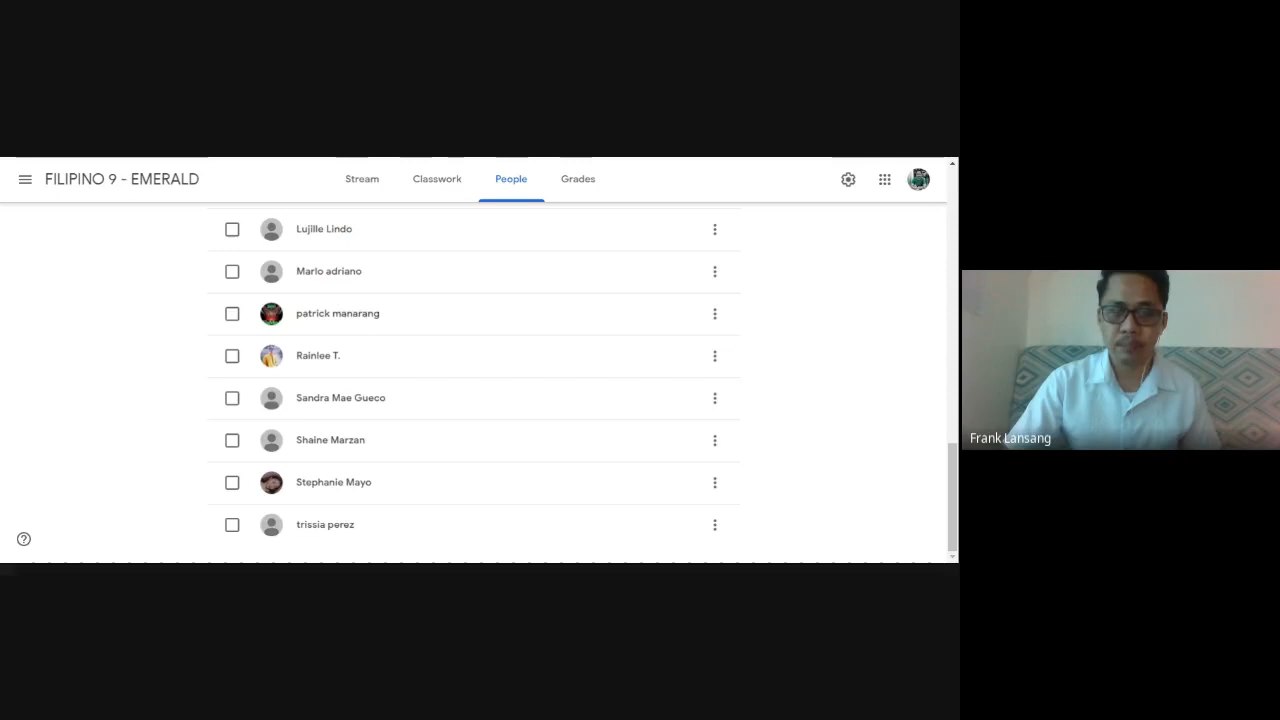 FILIPINO 9 - EMERALD
Stream Classwork People Grades
Lujille Lindo
Marlo adriano
patrick manarang
Rainlee T.
Sandra Mae Gueco
Shaine Marzan
Stephanie Mayo
trissia perez
Frank Lansang